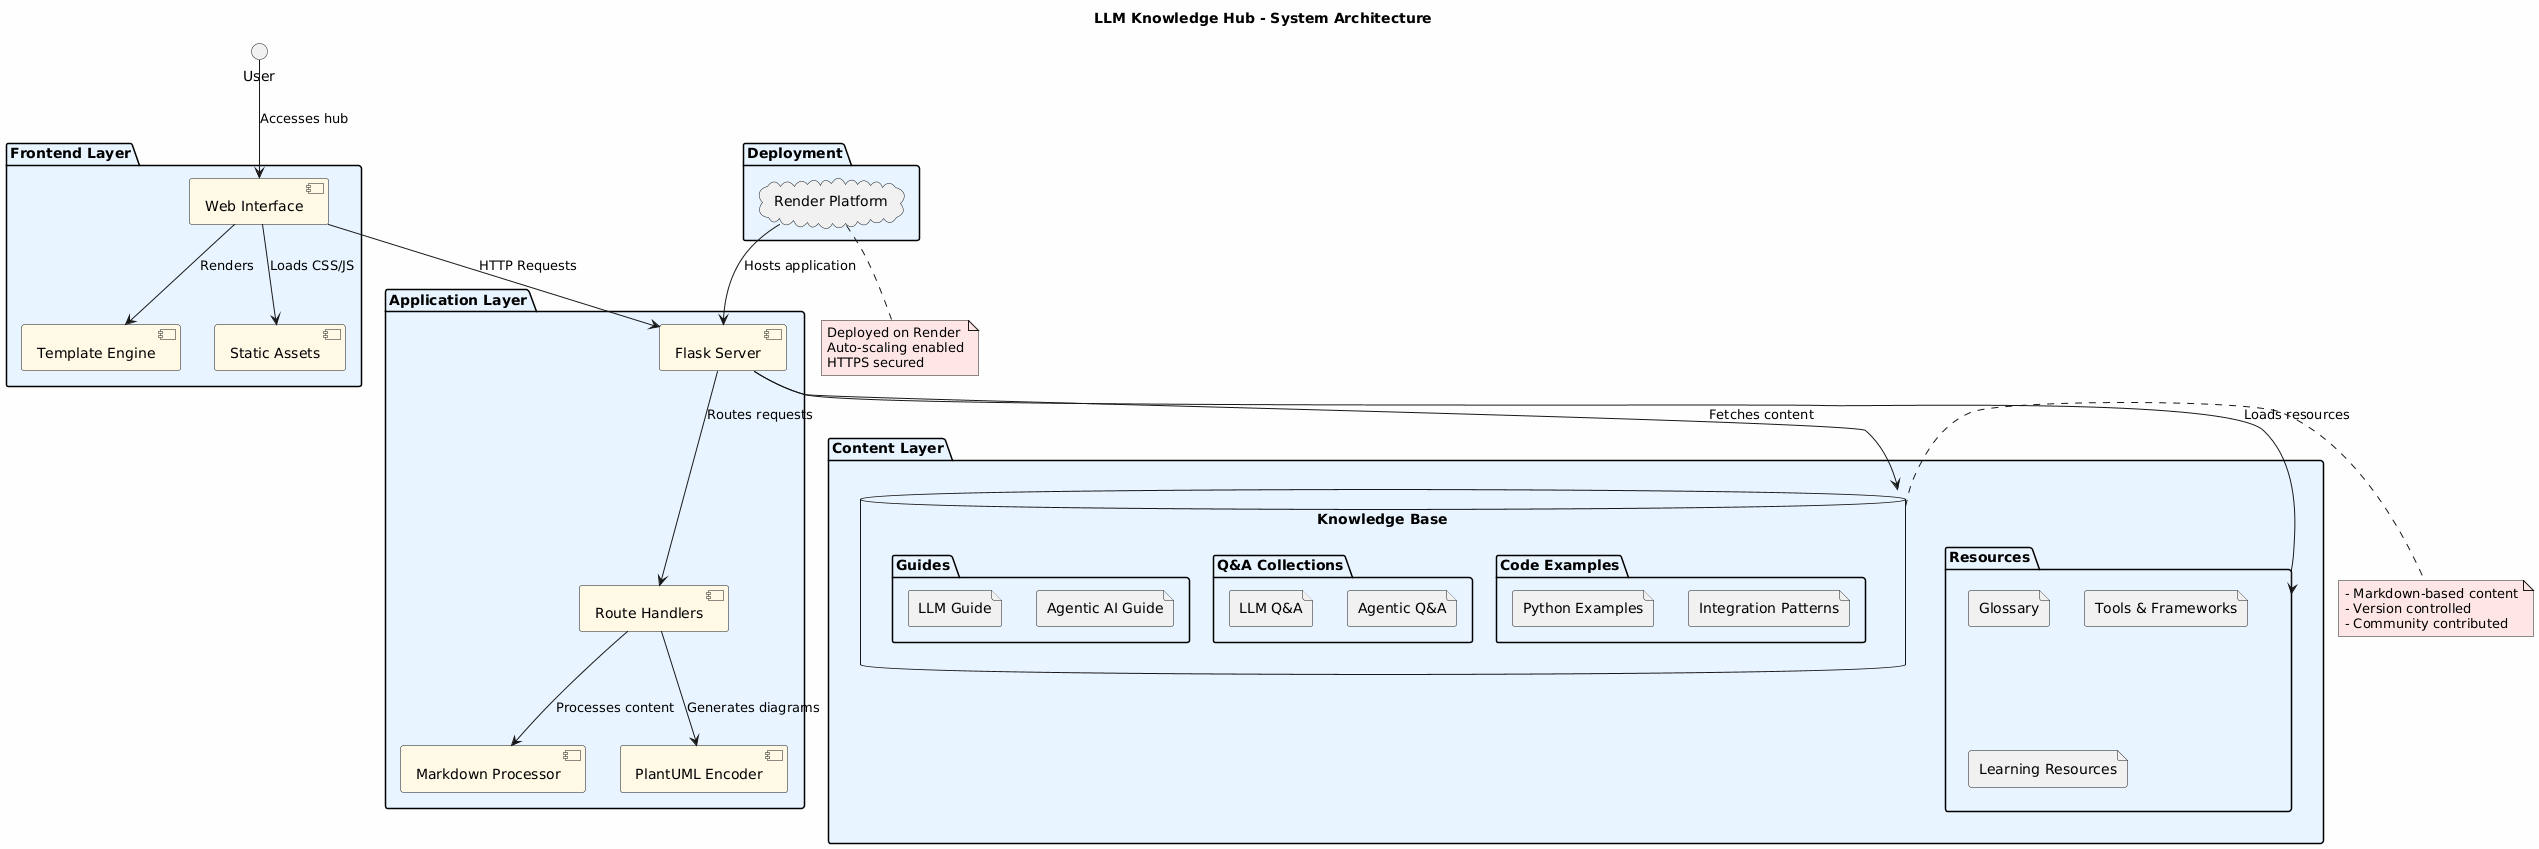 LLM Knowledge Hub - System Architecture
User
Accesses hub
Frontend Layer
Web Interface
Renders
Loads CSS/JS
Template Engine
Static Assets
HTTP Requests
Deployment
Render Platform
Hosts application
Deployed on Render
Auto-scaling enabled
HTTPS secured
Application Layer
Flask Server
Routes requests
Route Handlers
Processes content
Generates diagrams
Markdown Processor
PlantUML Encoder
Fetches content
Loads resources
Content Layer
Knowledge Base
Guides
LLM Guide
Agentic AI Guide
Q&A Collections
LLM Q&A
Agentic Q&A
Code Examples
Python Examples
Integration Patterns
Resources
Glossary
Tools & Frameworks
Learning Resources
- Markdown-based content
- Version controlled
- Community contributed